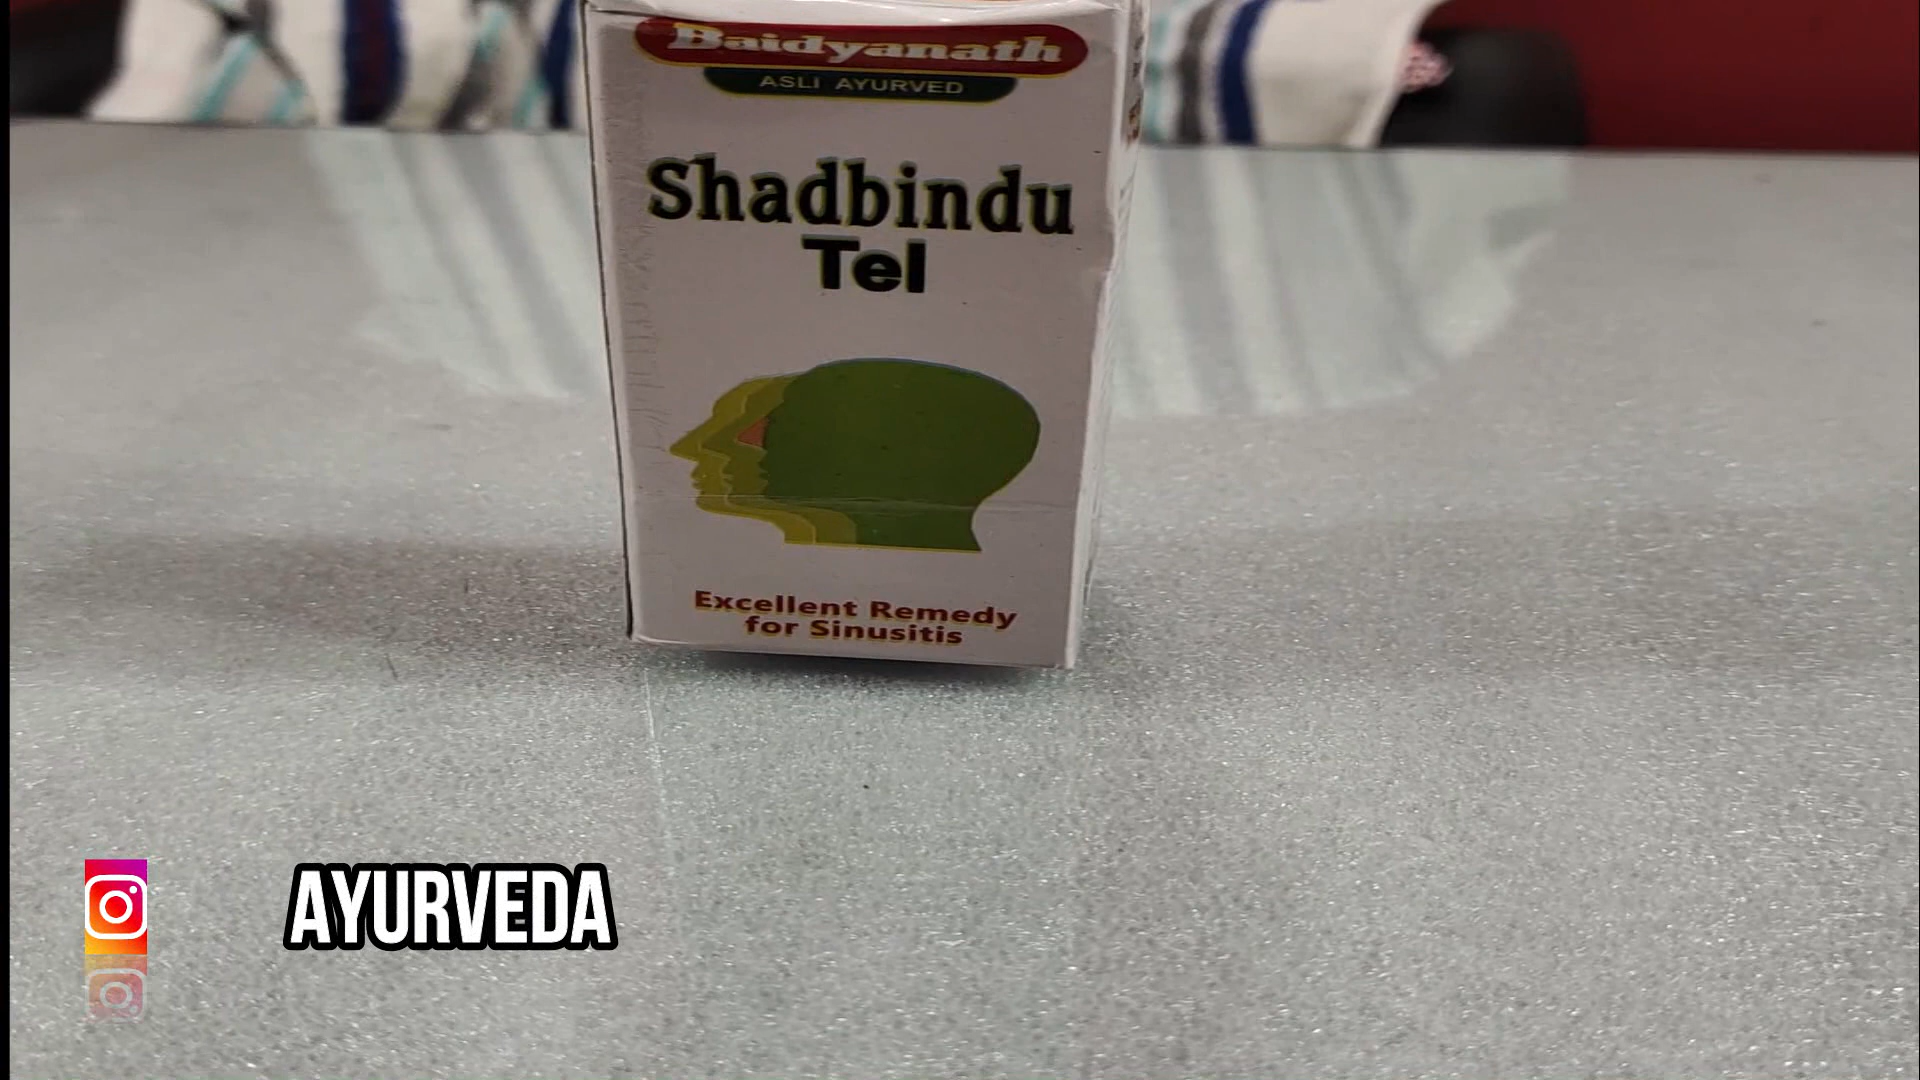 Baidyanath
ASLI AYURVED
Shadbindu
Tel
Excellent Remedy
for Sinusitis
AYURVEDA